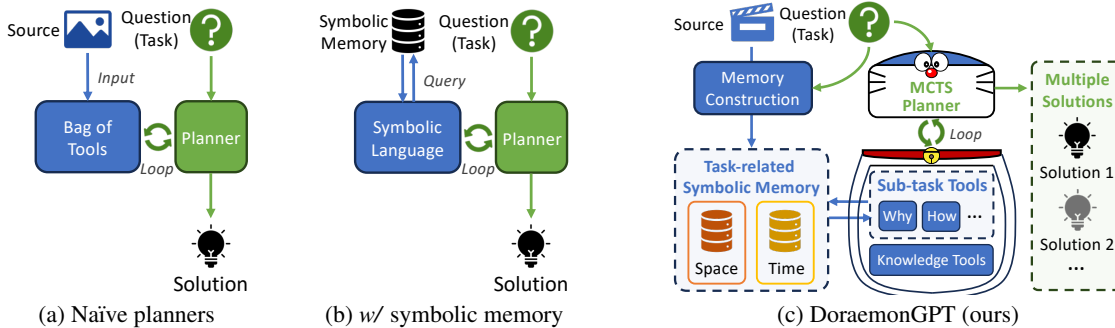 Source
Question
(Task)
Input
Bag of
Tools
Loop
Planner
Solution
(a) Naïve planners
Symbolic
Memory
Question
(Task)
Query
Symbolic
Language
Loop
Planner
Solution
(b) w/ symbolic memory
Source
Question
(Task)
Memory
Construction
MCTS
Planner
Loop
Multiple
Solutions
Solution 1
Solution 2
...
Task-related
Symbolic Memory
Space
Time
Sub-task Tools
Why
How
...
Knowledge Tools
(c) DoraemonGPT (ours)